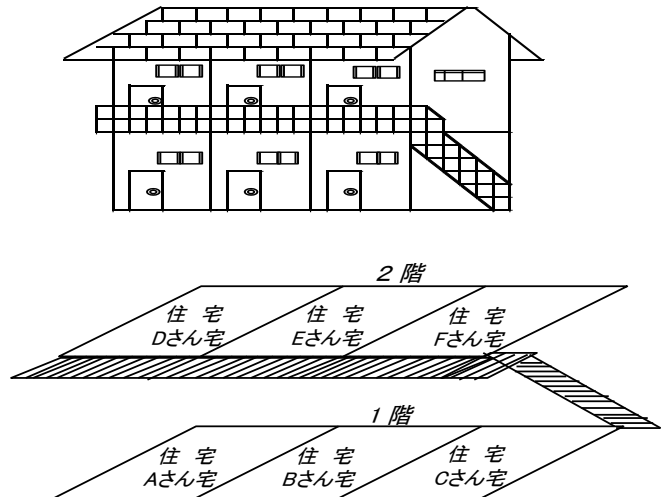 2 階
住 宅 住 宅 住 宅
Dさん宅 Eさん宅 Fさん宅
1 階
住 宅 住 宅 住 宅
Aさん宅 Bさん宅 Cさん宅